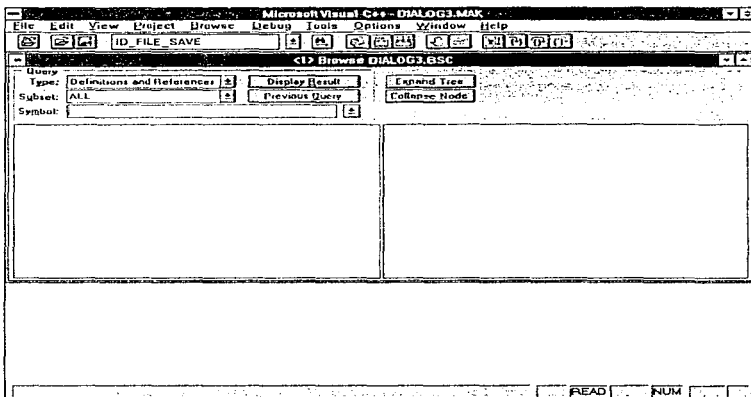 Microsoft Visual C++ - DIALOG3.MAK
File Edit View Project Browse Debug Tools Options Window Help
ID_FILE_SAVE
<1> Browse DIALOG3.BSC
Query
Type: Definitions and References Display Result Expand Tree
Subset: ALL Previous Query Collapse Node
Symbol:
READ NUM